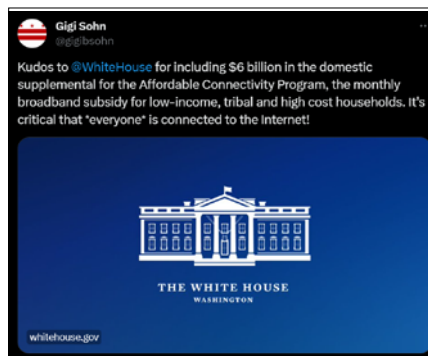 Gigi Sohn
@gigibsohn
Kudos to @WhiteHouse for including $6 billion in the domestic
supplemental for the Affordable Connectivity Program, the monthly
broadband subsidy for low-income, tribal and high cost households. It's
critical that *everyone* is connected to the Internet!
THE WHITE HOUSE
WASHINGTON
whitehouse.gov